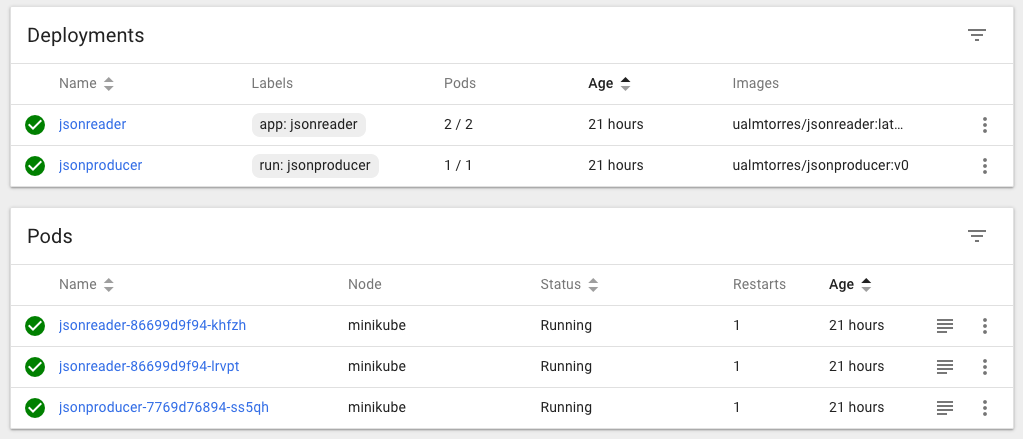 Deployments
Name Labels Pods Age Images
jsonreader app: jsonreader 2 / 2 21 hours ualmtorres/jsonreader:lat…
jsonproducer run: jsonproducer 1 / 1 21 hours ualmtorres/jsonproducer:v0
Pods
Name Node Status Restarts Age
jsonreader-86699d9f94-khfzh minikube Running 1 21 hours
jsonreader-86699d9f94-lrvpt minikube Running 1 21 hours
jsonproducer-7769d76894-ss5qh minikube Running 1 21 hours